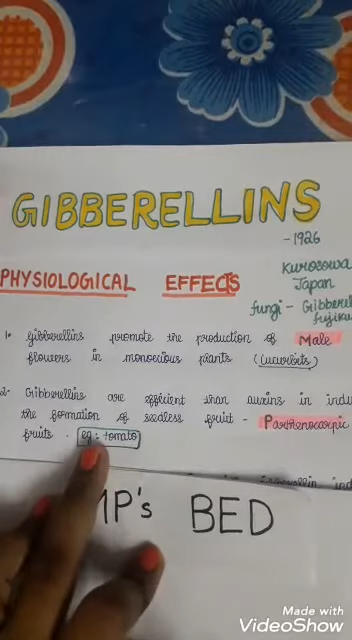 GIBBERELLINS
- 1926
Kurosowa
Japan
fungi - Gibberel
fujiku
PHYSIOLOGICAL EFFECTS
1. Gibberellins promote the production of Male
flowers in monoecious plants (cucurbits)
2. Gibberellins are efficient than auxins in indu
the formation of seedless fruit - Parthenocarpic
fruits. eg: tomato
MP's BED
Made with
VideoShow